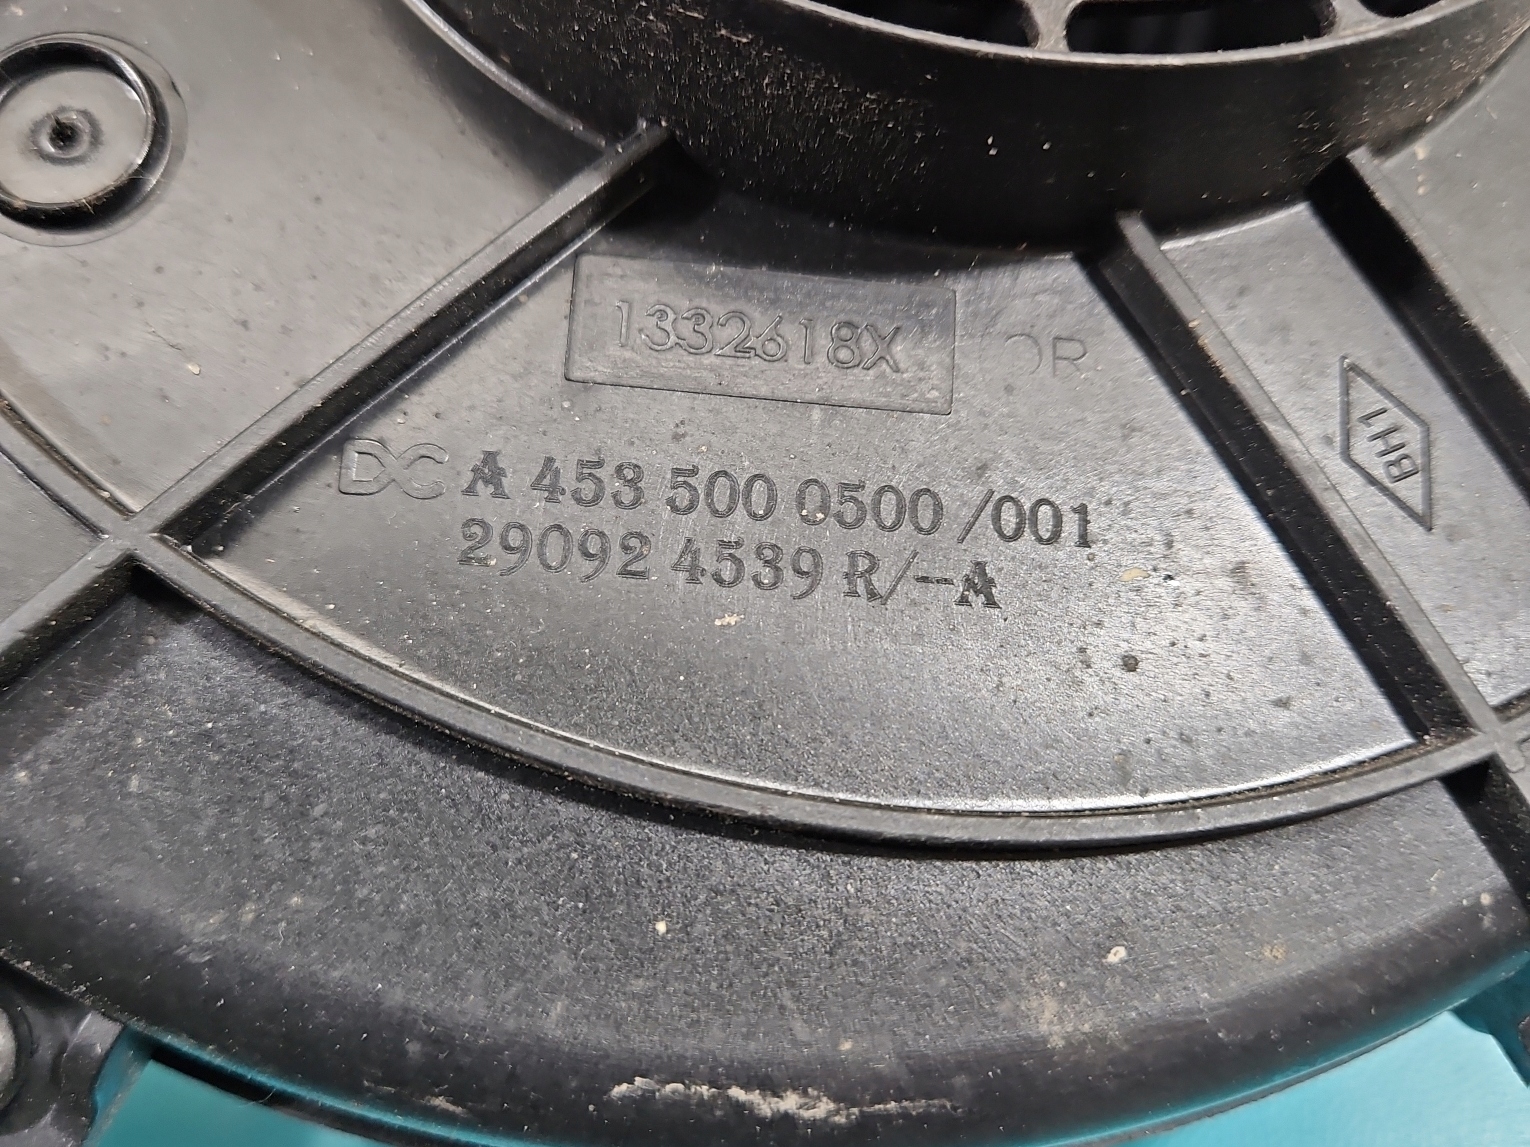 1332618X OR
DC A 453 500 0500 /001
29092 4539 R/--A
BH1